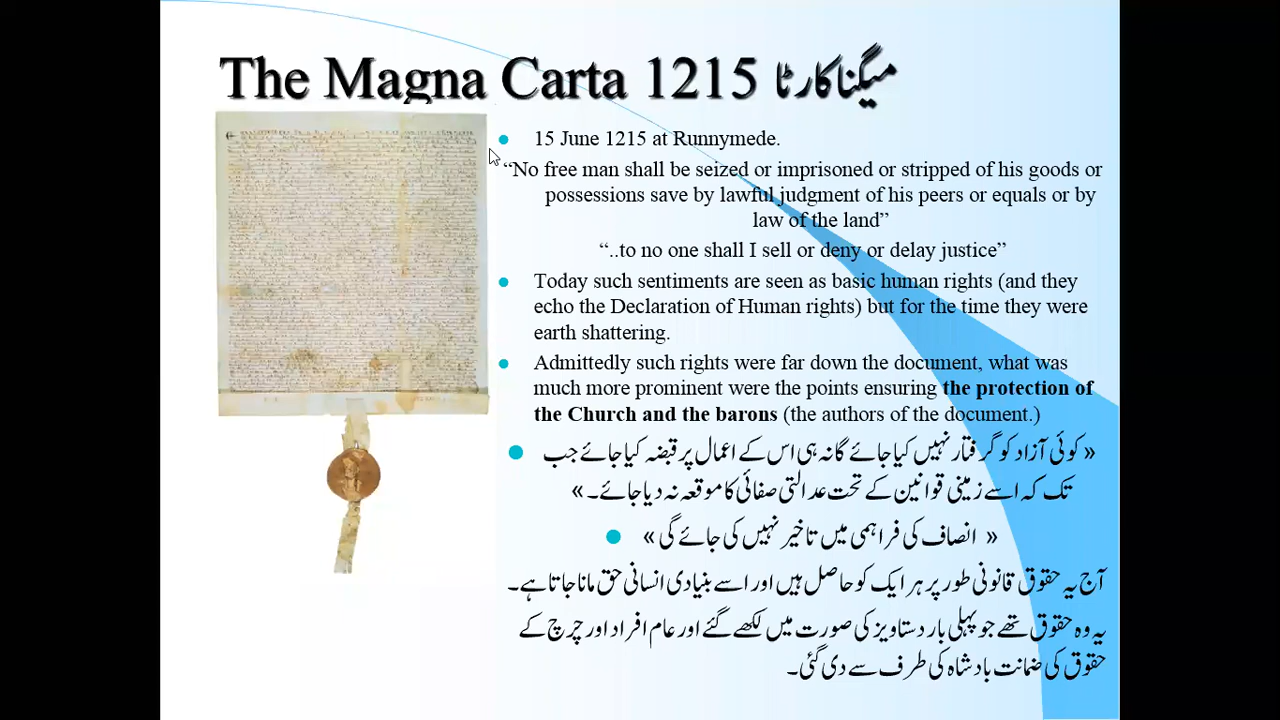 The Magna Carta 1215 میگنا کارٹا
15 June 1215 at Runnymede.
“No free man shall be seized or imprisoned or stripped of his goods or
possessions save by lawful judgment of his peers or equals or by
law of the land”
“..to no one shall I sell or deny or delay justice”
Today such sentiments are seen as basic human rights (and they
echo the Declaration of Human rights) but for the time they were
earth shattering.
Admittedly such rights were far down the document, what was
much more prominent were the points ensuring the protection of
the Church and the barons (the authors of the document.)
« کوئی آزاد کو گرفتار نہیں کیا جائے گا نہ ہی اس کے اعمال پر قبضہ کیا جائے جب
تک کہ اسے زمینی قوانین کے تحت عدالتی صفائی کا موقعہ نہ دیا جائے۔ »
« انصاف کی فراہمی میں تاخیر نہیں کی جائے گی »
آج یہ حقوق قانونی طور پر ہر ایک کو حاصل ہیں اور اسے بنیادی انسانی حق مانا جاتا ہے۔
یہ وہ حقوق تھے جو پہلی بار دستاویز کی صورت میں لکھے گئے اور عام افراد اور چرچ کے
حقوق کی ضمانت بادشاہ کی طرف سے دی گئی۔